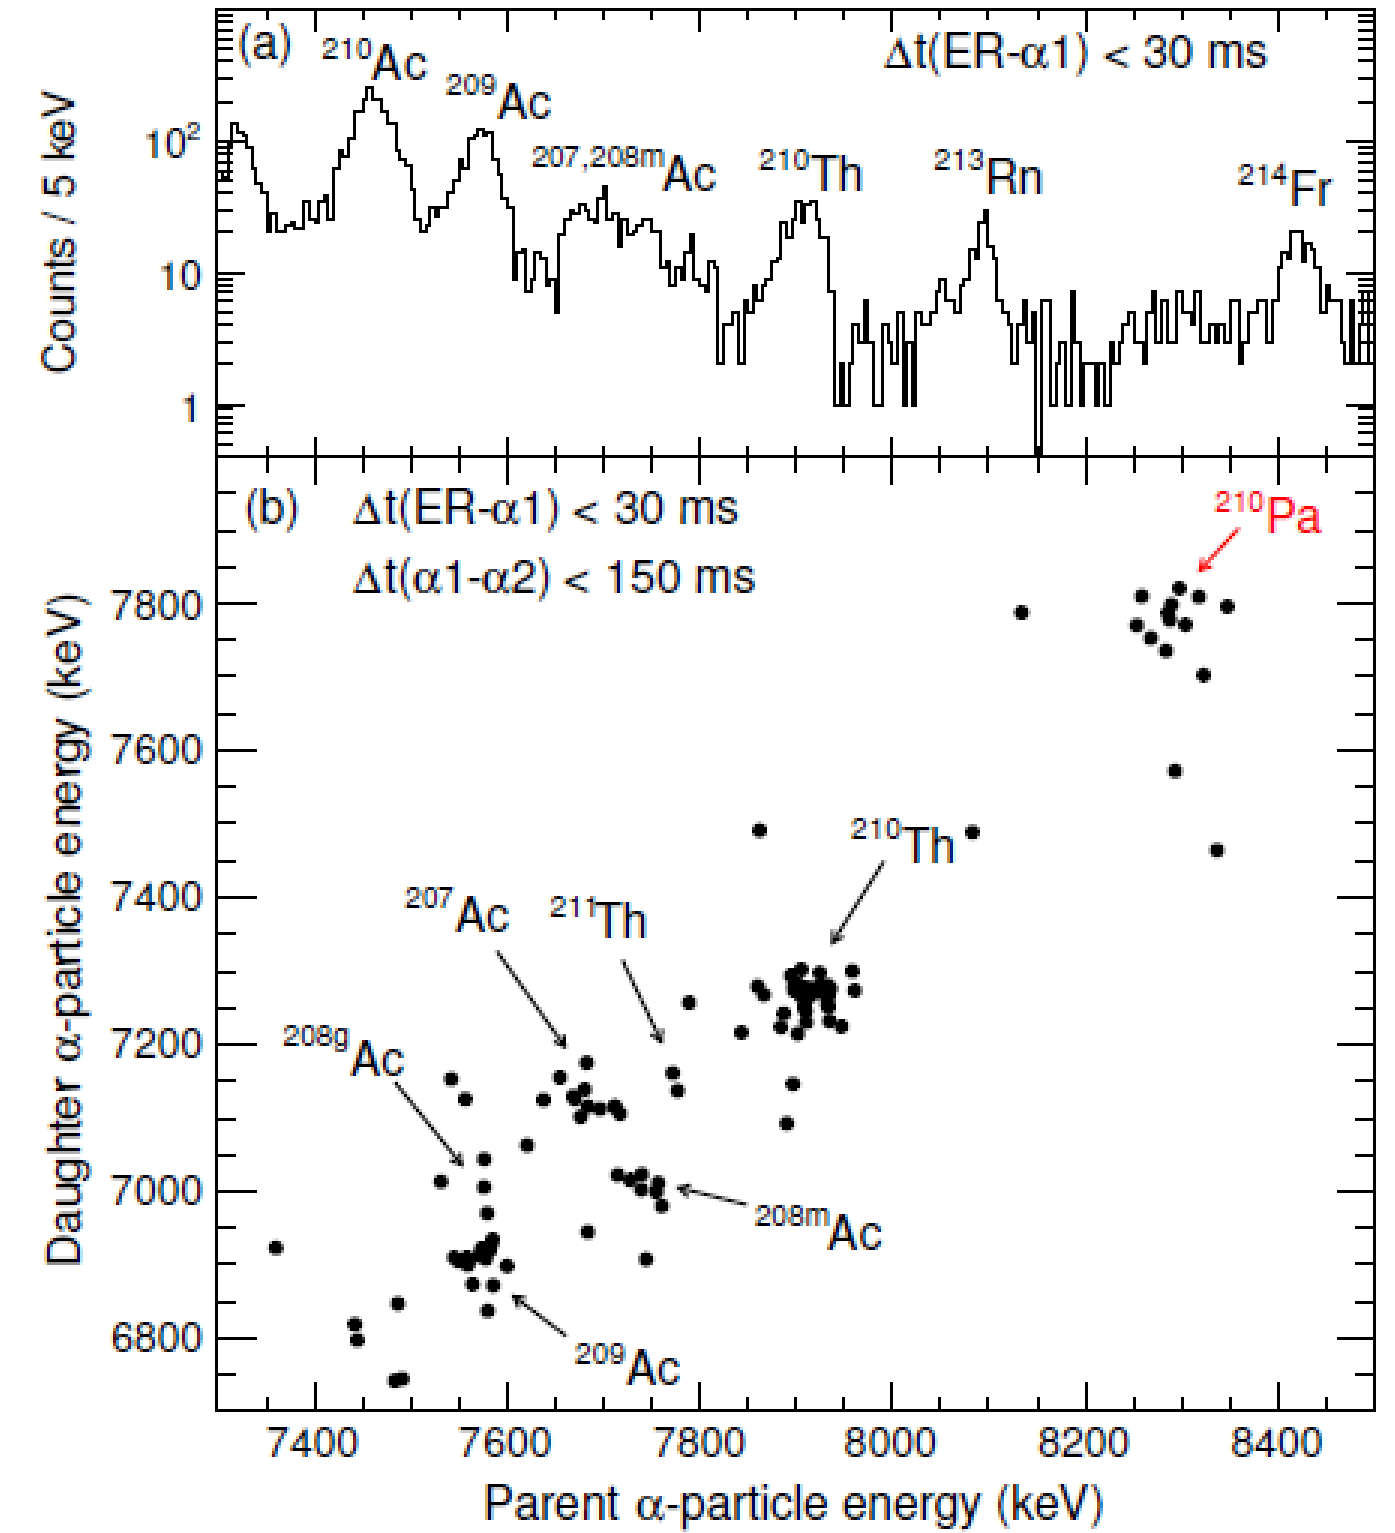 (a)
²¹⁰Ac
²⁰⁹Ac
Δt(ER-α1) < 30 ms
²⁰⁷,²⁰⁸ᵐAc
²¹⁰Th
²¹³Rn
²¹⁴Fr
10²
10
1
Counts / 5 keV
(b)
Δt(ER-α1) < 30 ms
Δt(α1-α2) < 150 ms
²¹⁰Pa
7800
7600
7400
7200
7000
6800
Daughter α-particle energy (keV)
²¹⁰Th
²⁰⁷Ac
²¹¹Th
²⁰⁸ᵍAc
²⁰⁸ᵐAc
²⁰⁹Ac
7400 7600 7800 8000 8200 8400
Parent α-particle energy (keV)